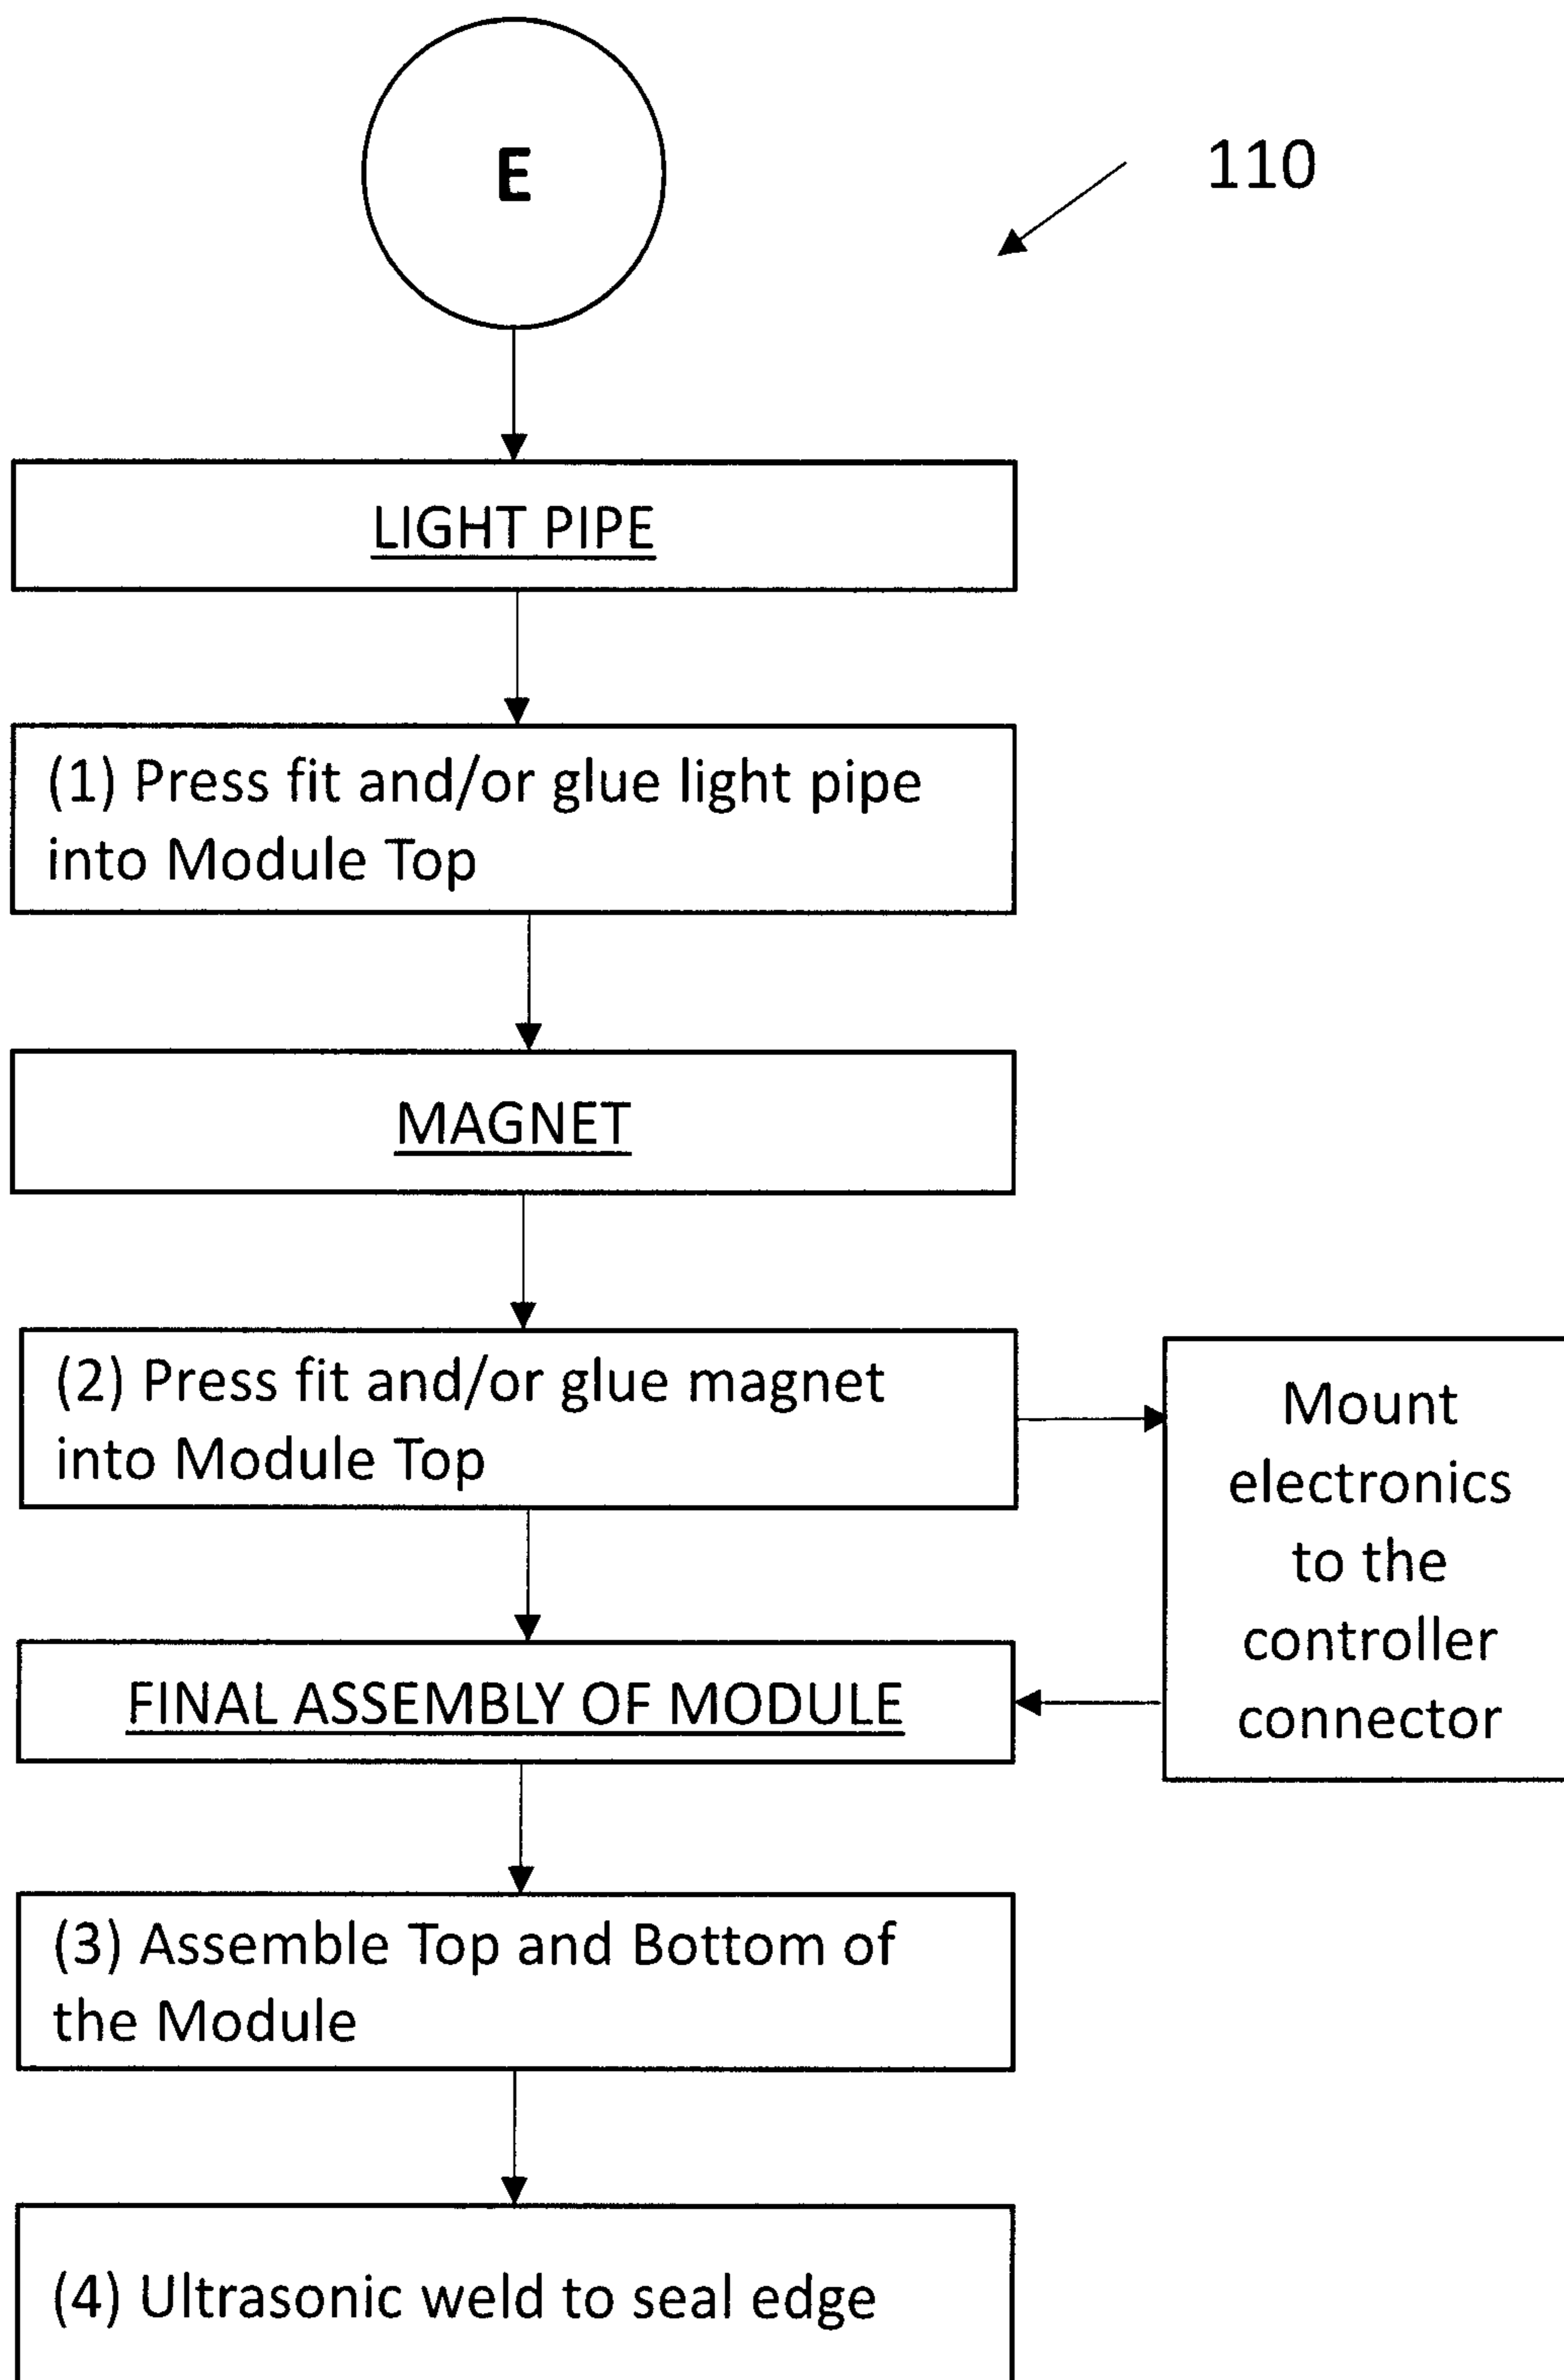 E
110
LIGHT PIPE
(1) Press fit and/or glue light pipe
into Module Top
MAGNET
(2) Press fit and/or glue magnet
into Module Top
Mount
electronics
to the
controller
connector
FINAL ASSEMBLY OF MODULE
(3) Assemble Top and Bottom of
the Module
(4) Ultrasonic weld to seal edge